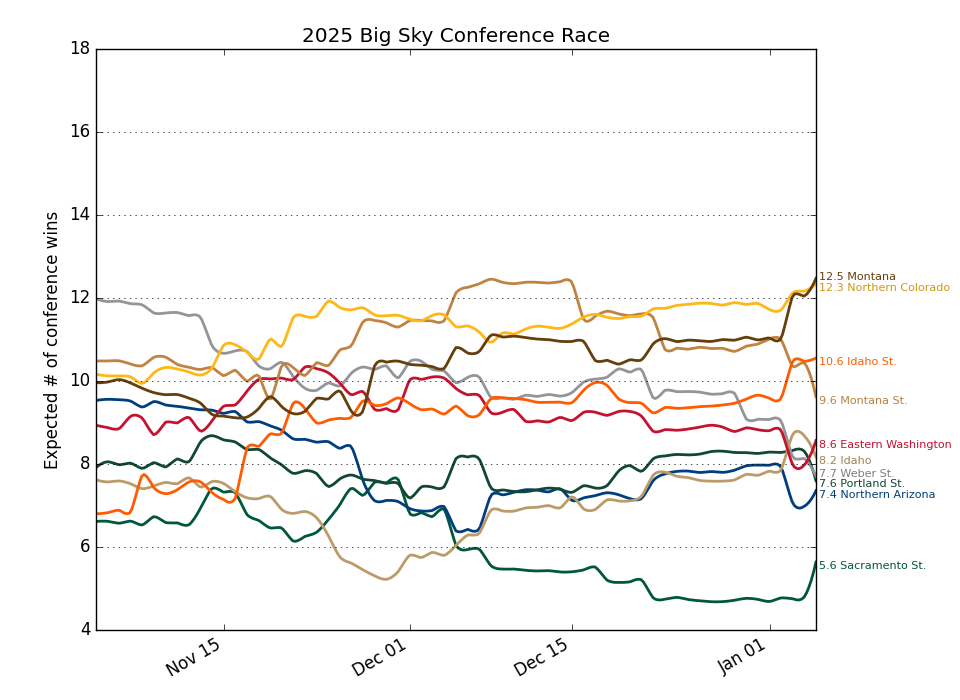 2025 Big Sky Conference Race
Expected # of conference wins
18
16
14
12
10
8
6
4
12.5 Montana
12.3 Northern Colorado
10.6 Idaho St.
9.6 Montana St.
8.6 Eastern Washington
8.2 Idaho
7.7 Weber St.
7.6 Portland St.
7.4 Northern Arizona
5.6 Sacramento St.
Nov 15
Dec 01
Dec 15
Jan 01